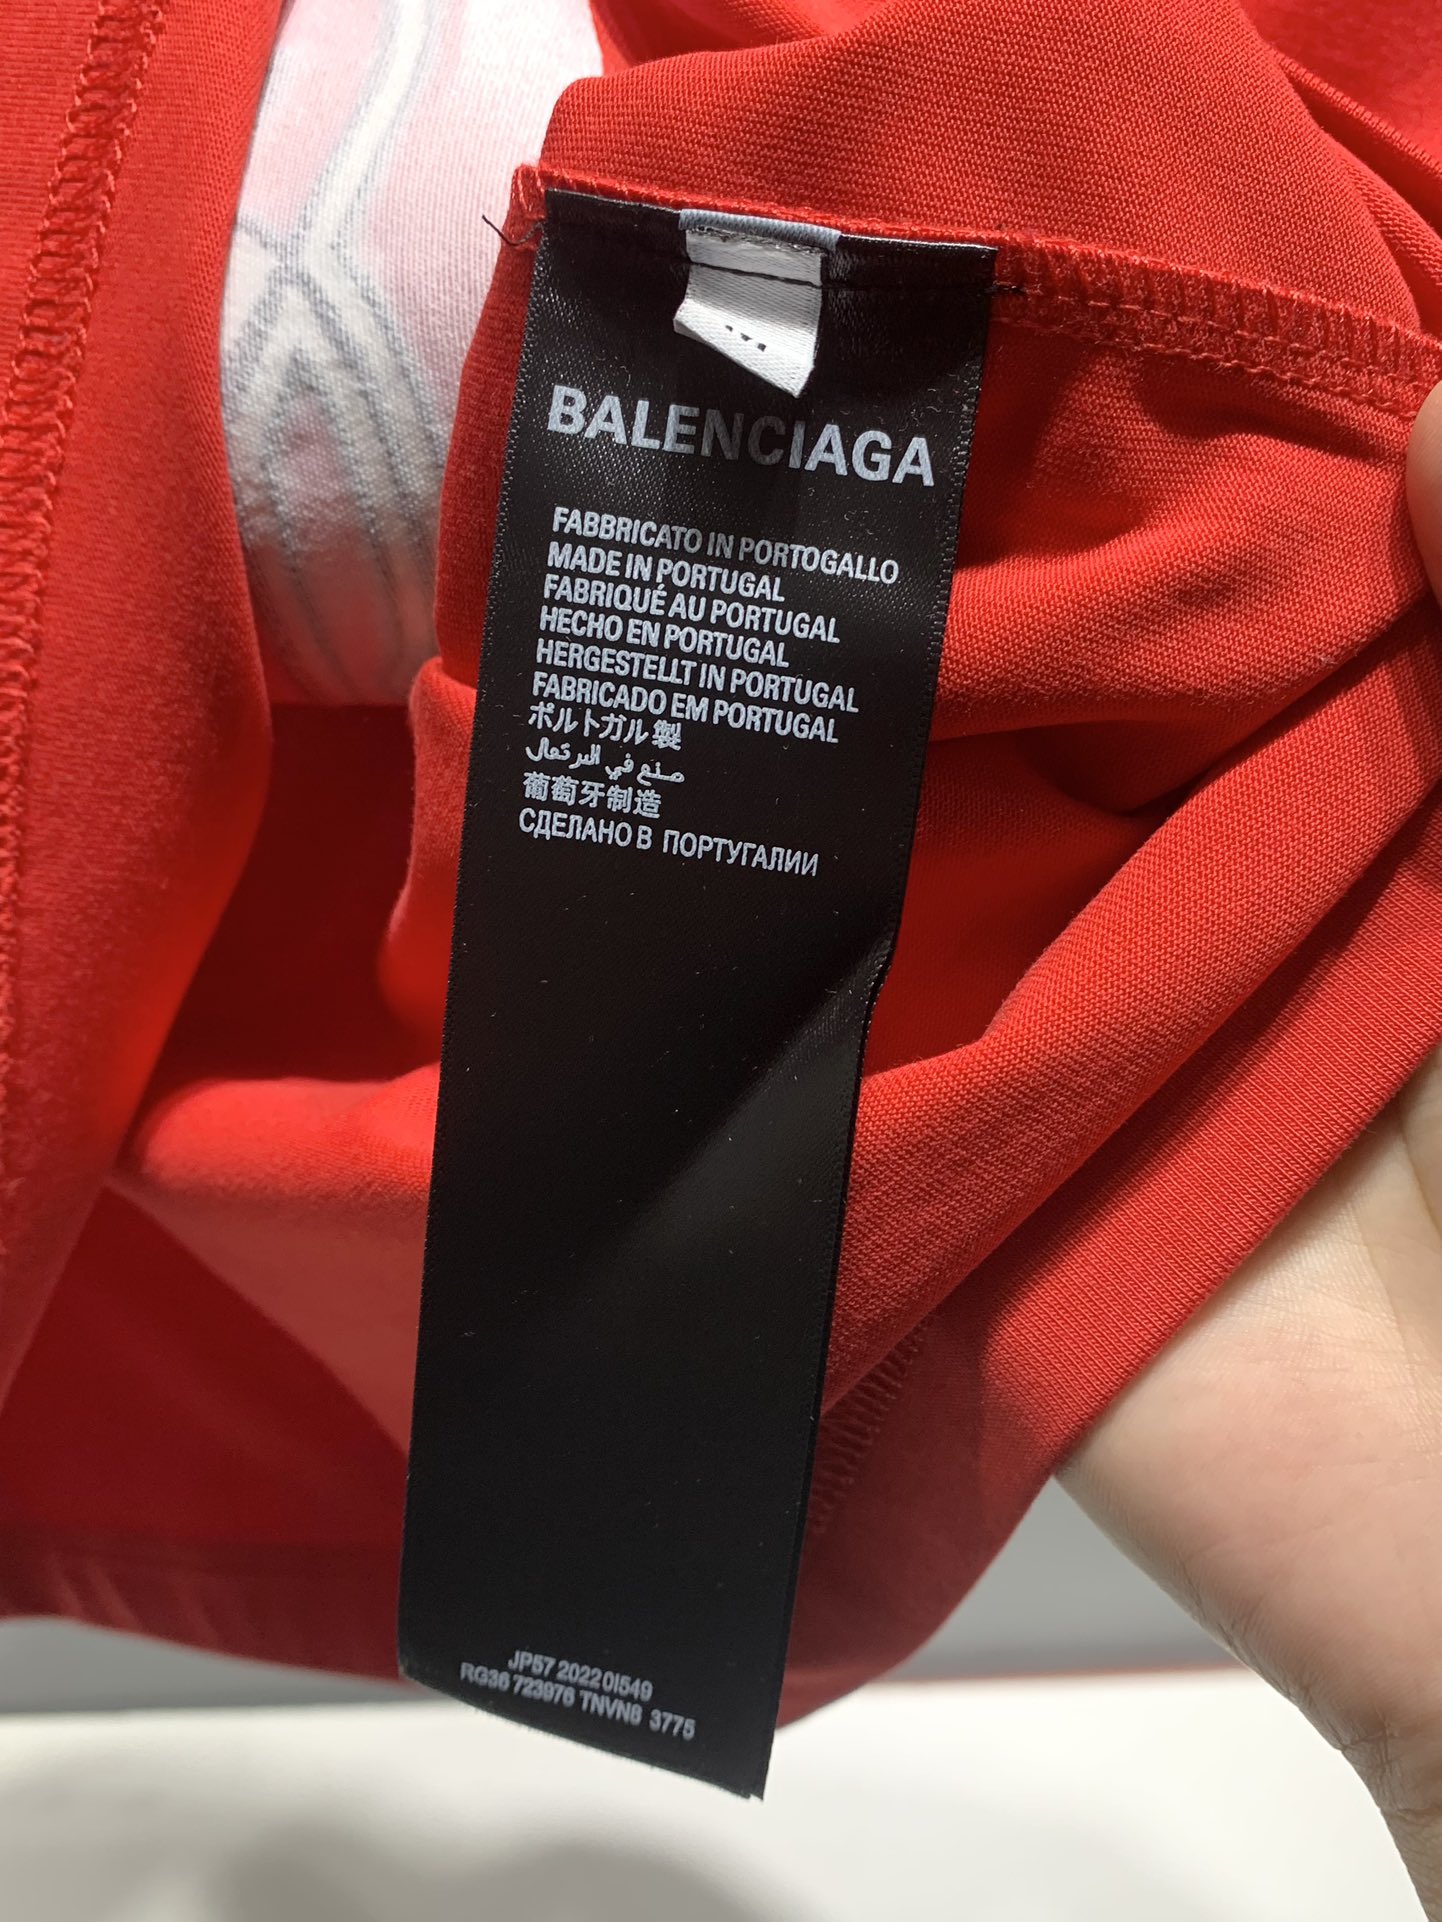 BALENCIAGA
FABBRICATO IN PORTOGALLO
MADE IN PORTUGAL
FABRIQUÉ AU PORTUGAL
HECHO EN PORTUGAL
HERGESTELLT IN PORTUGAL
FABRICADO EM PORTUGAL
ポルトガル製
صنع في البرتغال
葡萄牙制造
СДЕЛАНО В ПОРТУГАЛИИ
JP57 2022 01549
RG36 723976 TNVN8 3775